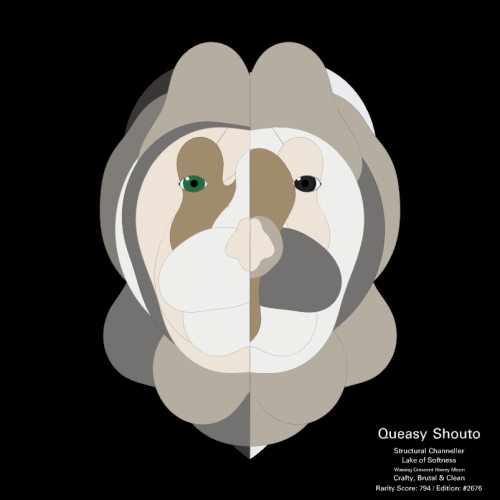 Queasy Shouto
Structural Channeller
Lake of Softness
Waxing Crescent Honey Moon
Crafty, Brutal & Clean
Rarity Score: 794 / Edition: #2676